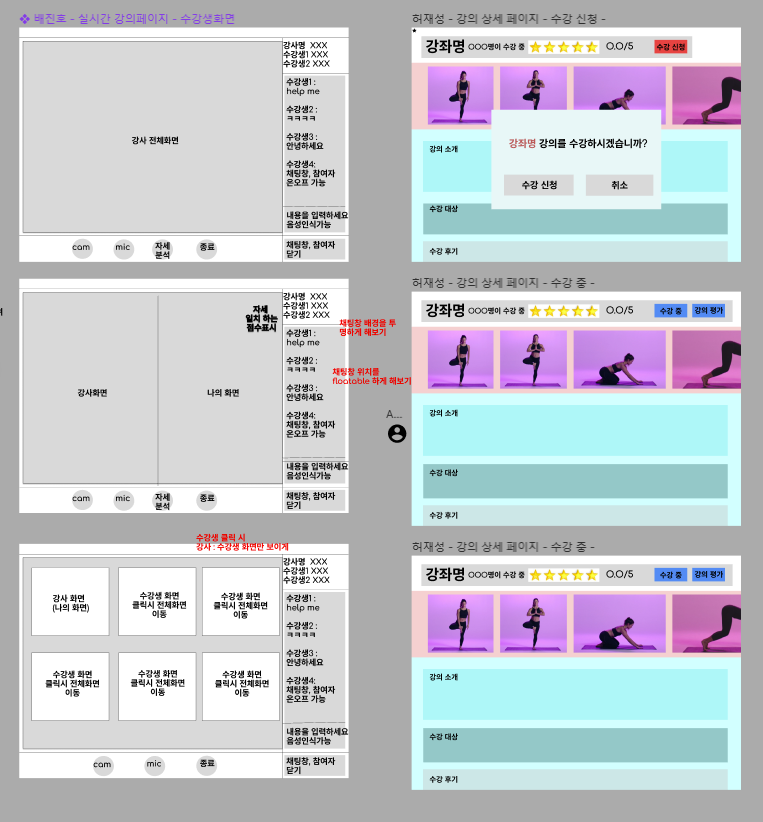 배진호 - 실시간 강의페이지 - 수강생화면
강사 전체화면
강사명 XXX
수강생1 XXX
수강생2 XXX
수강생1 :
help me
수강생2 :
ㅋㅋㅋㅋ
수강생3 :
안녕하세요
수강생4:
채팅창, 참여자
온오프 가능
내용을 입력하세요
음성인식가능
cam
mic
자세
분석
종료
채팅창, 참여자
닫기
강사화면
나의 화면
자세
일치 하는
점수표시
강사명 XXX
수강생1 XXX
수강생2 XXX
수강생1 :
help me
수강생2 :
ㅋㅋㅋㅋ
수강생3 :
안녕하세요
수강생4:
채팅창, 참여자
온오프 가능
내용을 입력하세요
음성인식가능
채팅창 배경을 투
명하게 해보기
채팅창 위치를
floatable 하게 해보기
cam
mic
자세
분석
종료
채팅창, 참여자
닫기
A...
수강생 클릭 시
강사 : 수강생 화면만 보이게
강사 화면
(나의 화면)
수강생 화면
클릭시 전체화면
이동
수강생 화면
클릭시 전체화면
이동
수강생 화면
클릭시 전체화면
이동
수강생 화면
클릭시 전체화면
이동
수강생 화면
클릭시 전체화면
이동
강사명 XXX
수강생1 XXX
수강생2 XXX
수강생1 :
help me
수강생2 :
ㅋㅋㅋㅋ
수강생3 :
안녕하세요
수강생4:
채팅창, 참여자
온오프 가능
내용을 입력하세요
음성인식가능
cam
mic
종료
채팅창, 참여자
닫기
허재성 - 강의 상세 페이지 - 수강 신청 -
강좌명 OOO명이 수강 중 O.O/5 수강 신청
강좌명 강의를 수강하시겠습니까?
수강 신청
취소
강의 소개
수강 대상
수강 후기
허재성 - 강의 상세 페이지 - 수강 중 -
강좌명 OOO명이 수강 중 O.O/5 수강 중 강의 평가
강의 소개
수강 대상
수강 후기
허재성 - 강의 상세 페이지 - 수강 중 -
강좌명 OOO명이 수강 중 O.O/5 수강 중 강의 평가
강의 소개
수강 대상
수강 후기